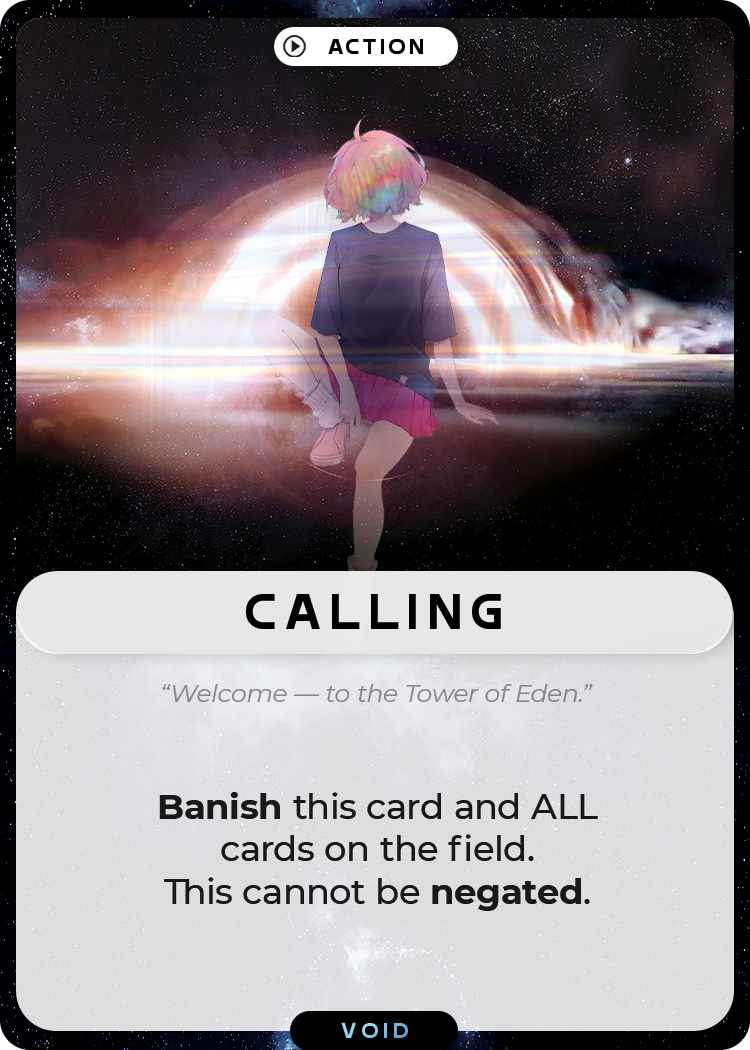 ACTION
CALLING
“Welcome — to the Tower of Eden.”
Banish this card and ALL
cards on the field.
This cannot be negated.
VOID